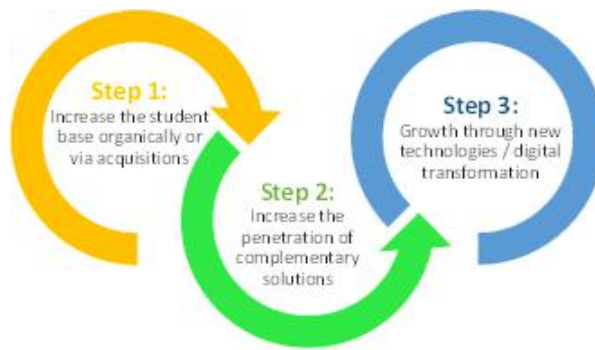 Step 1:
Increase the student
base organically or
via acquisitions
Step 2:
Increase the
penetration of
complementary
solutions
Step 3:
Growth through new
technologies / digital
transformation